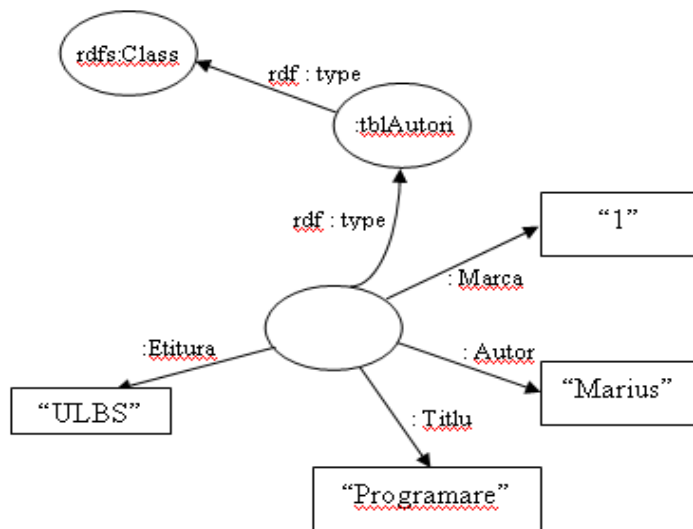 rdfs:Class
rdf : type
:tblAutori
rdf : type
“1”
: Marca
:Etitura
: Autor
“ULBS”
“Marius”
: Titlu
“Programare”